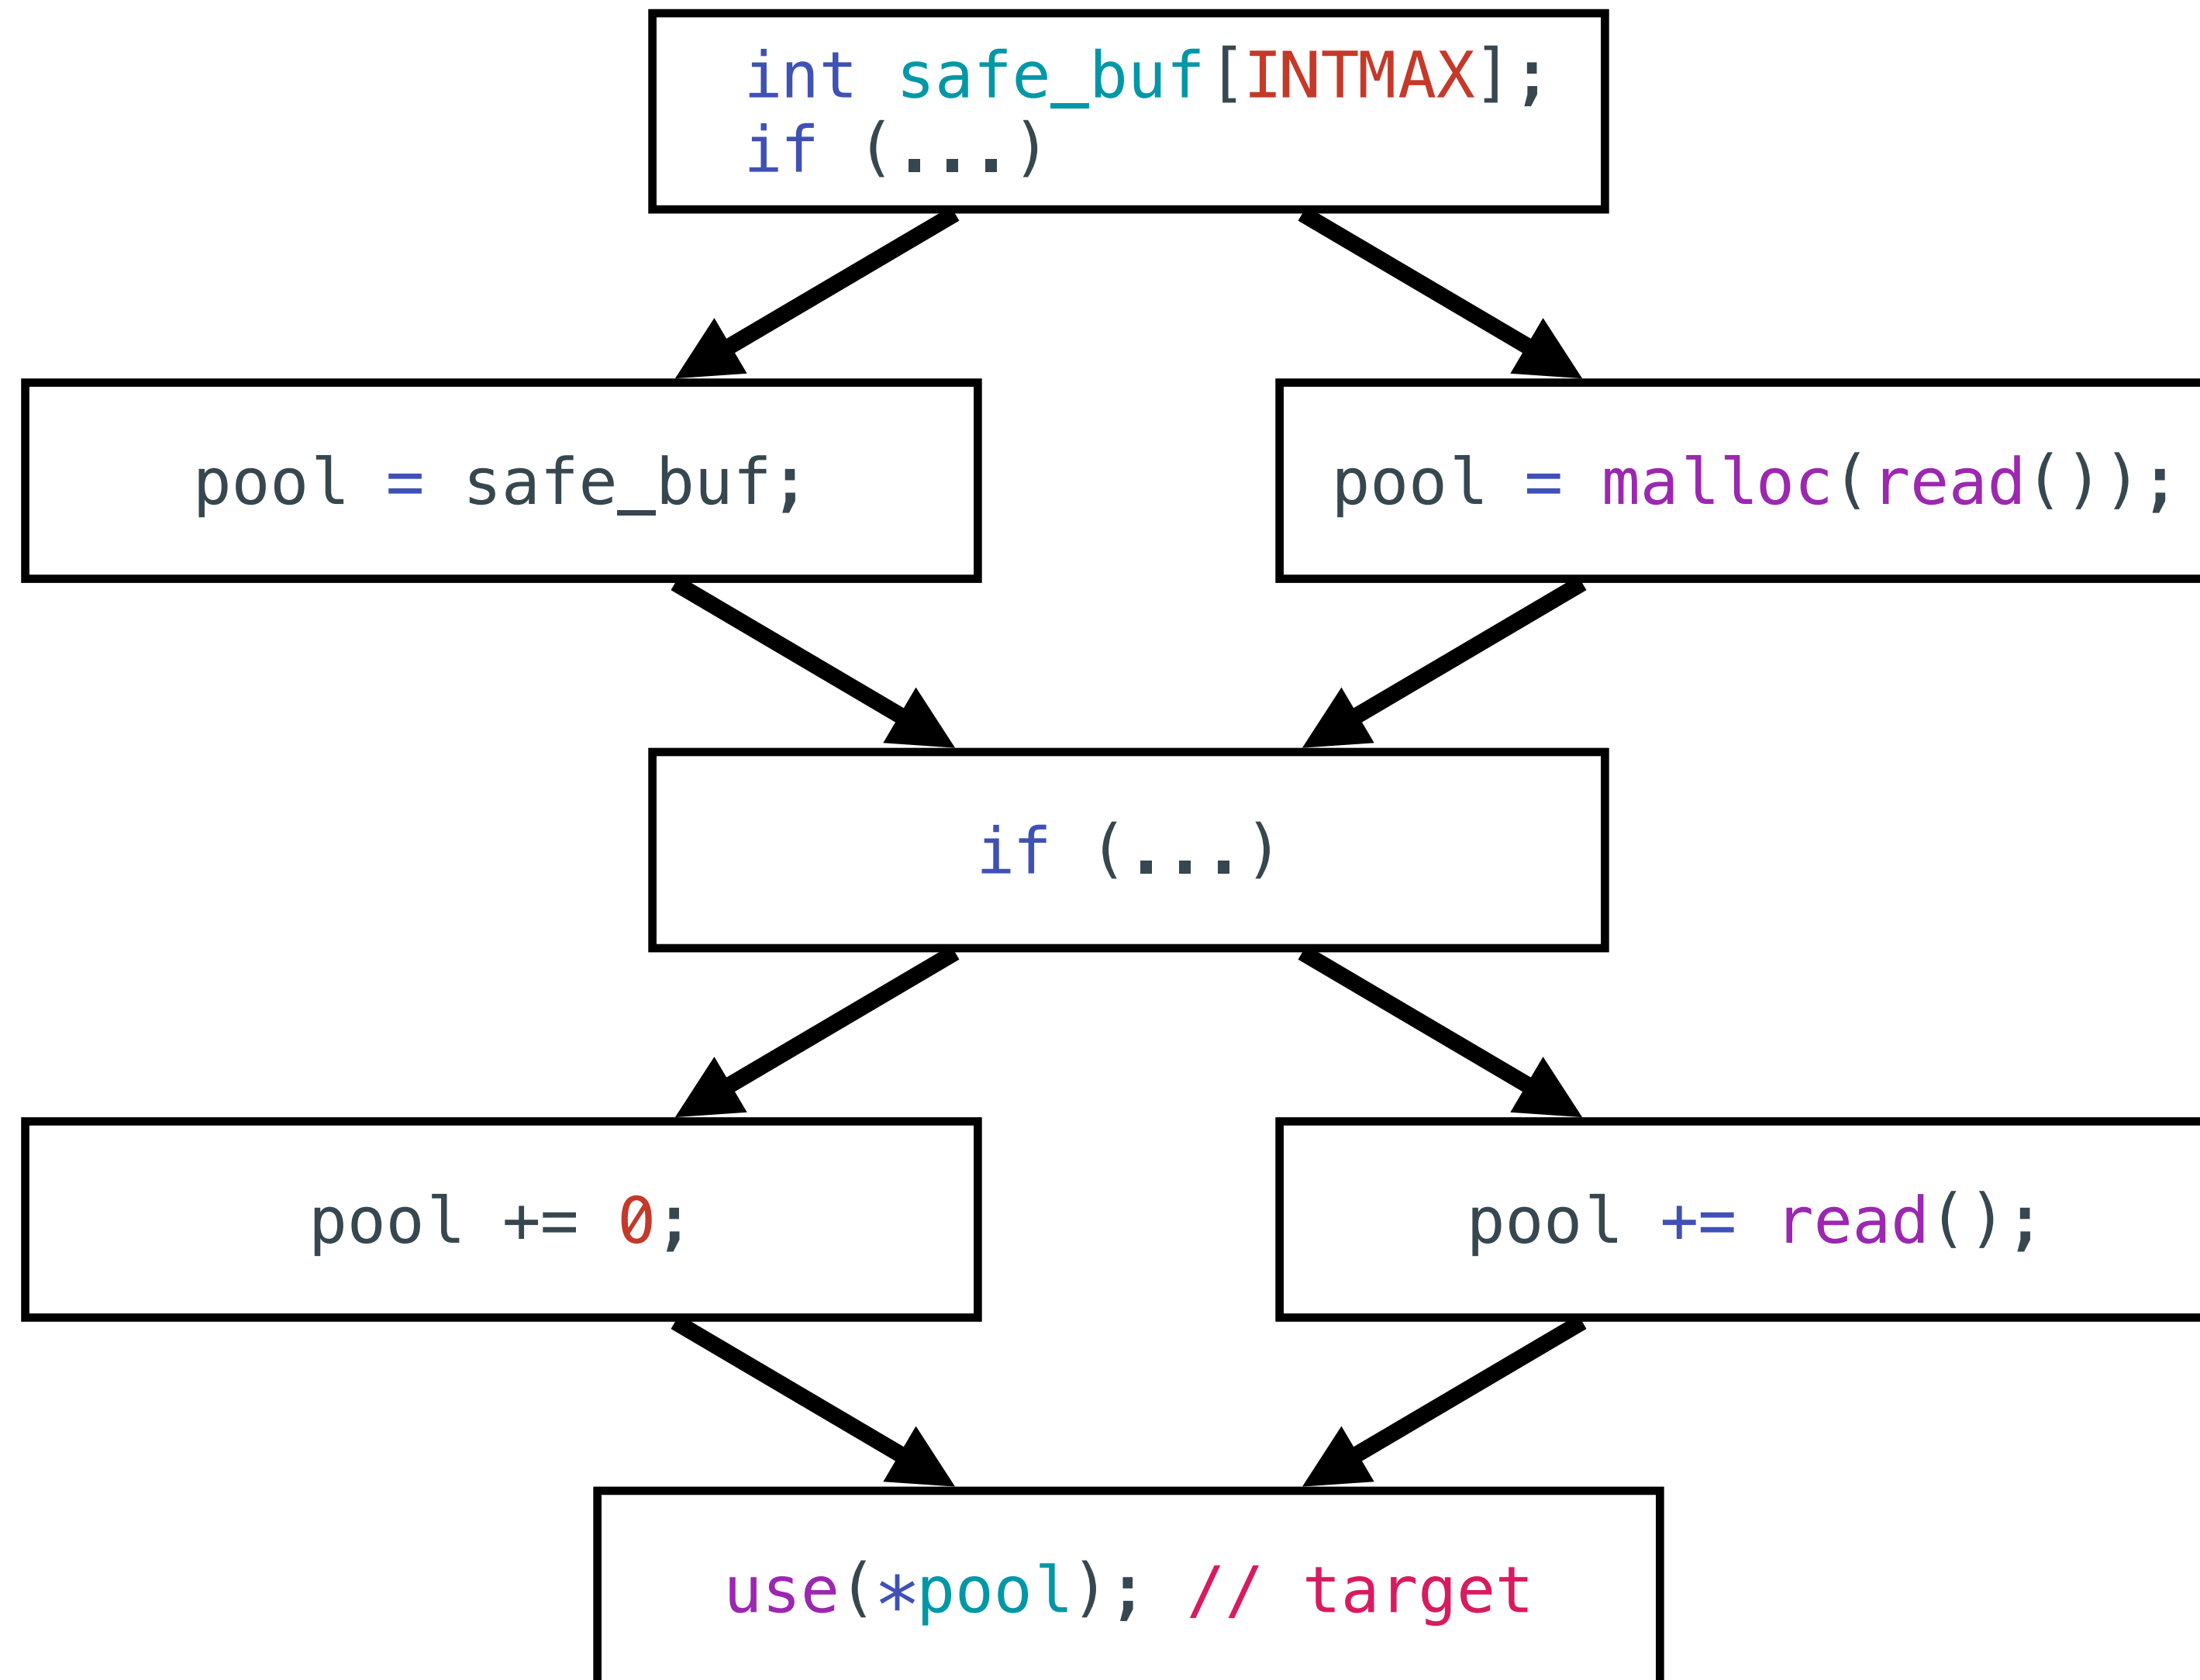 int safe_buf[INTMAX];
if (...)
pool = safe_buf;
pool = malloc(read());
if (...)
pool += 0;
pool += read();
use(*pool); // target